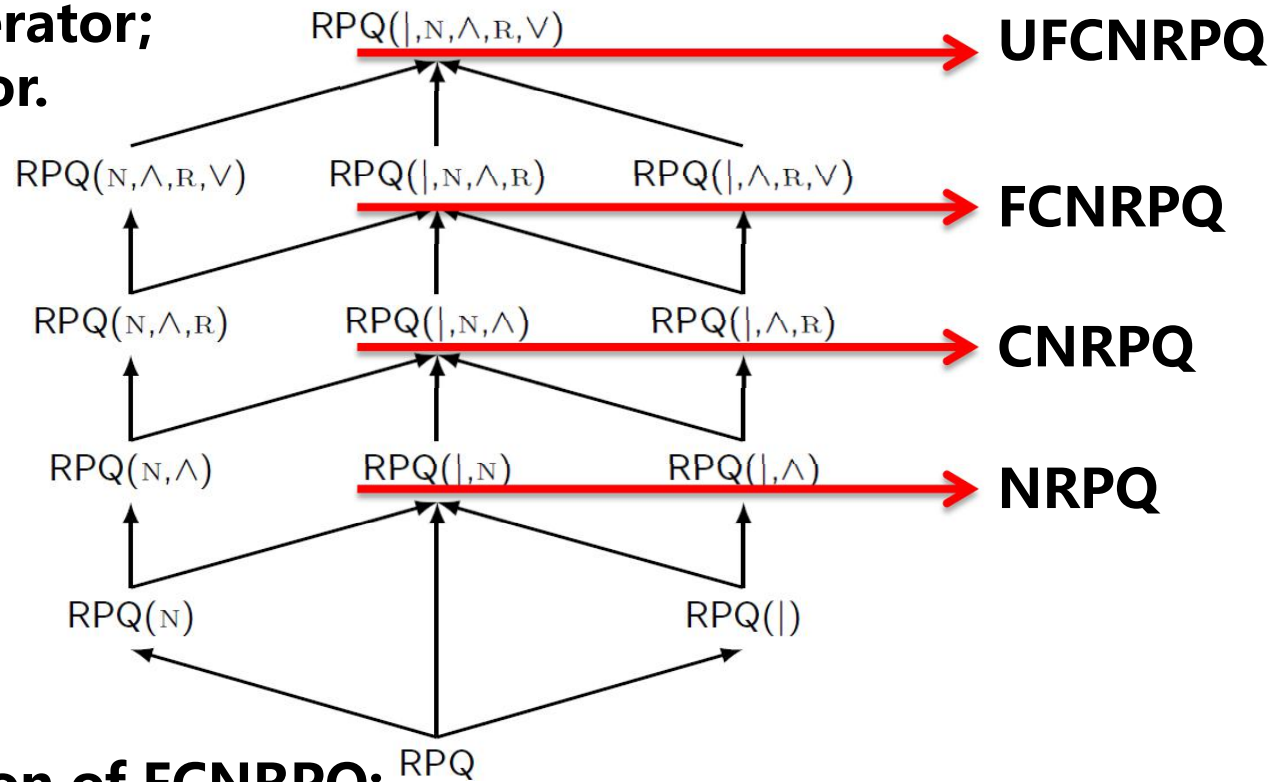 erator;
RPQ(|,N,∧,R,∨)
UFCNRPQ
or.
RPQ(N,∧,R,∨)
RPQ(|,N,∧,R)
RPQ(|,∧,R,∨)
FCNRPQ
RPQ(N,∧,R)
RPQ(|,N,∧)
RPQ(|,∧,R)
CNRPQ
RPQ(N,∧)
RPQ(|,N)
RPQ(|,∧)
NRPQ
RPQ(N)
RPQ(|)
RPQ
on of FCNRPQ: